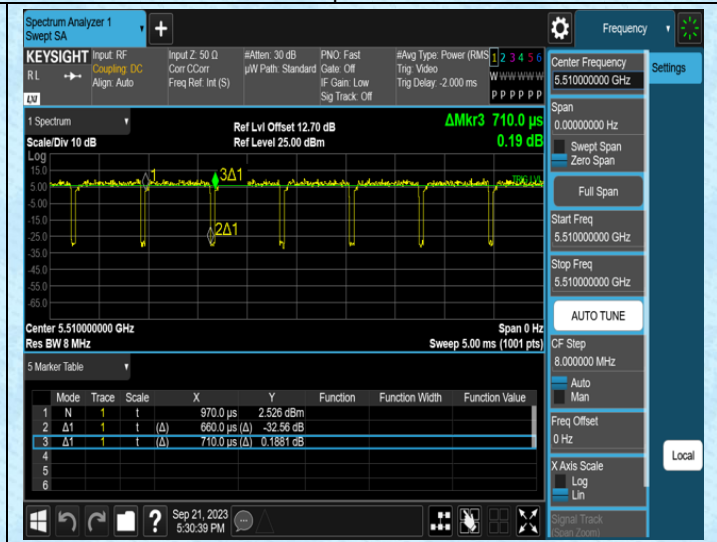 Spectrum Analyzer 1
Swept SA
+
Frequency
KEYSIGHT
RL
LXI
Input: RF
Coupling: DC
Align: Auto
Input Z: 50 Ω
Corr CCorr
Freq Ref: Int (S)
#Atten: 30 dB
µW Path: Standard
PNO: Fast
Gate: Off
IF Gain: Low
Sig Track: Off
#Avg Type: Power (RMS
Trig: Video
Trig Delay: -2.000 ms
1 2 3 4 5 6
W W W W W W
P P P P P P
1 Spectrum
Scale/Div 10 dB
Ref Lvl Offset 12.70 dB
Ref Level 25.00 dBm
ΔMkr3 710.0 µs
0.19 dB
Log
15.0
5.00
-5.00
-15.0
-25.0
-35.0
-45.0
-55.0
-65.0
1
3Δ1
2Δ1
TRIG LVL
Center 5.510000000 GHz
Res BW 8 MHz
Span 0 Hz
Sweep 5.00 ms (1001 pts)
5 Marker Table
Mode Trace Scale X Y Function Function Width Function Value
1 N 1 t 970.0 µs 2.526 dBm
2 Δ1 1 t (Δ) 660.0 µs (Δ) -32.56 dB
3 Δ1 1 t (Δ) 710.0 µs (Δ) 0.1881 dB
4
5
6
?
Sep 21, 2023
5:30:39 PM
Center Frequency
5.510000000 GHz
Span
0.00000000 Hz
Swept Span
Zero Span
Full Span
Start Freq
5.510000000 GHz
Stop Freq
5.510000000 GHz
AUTO TUNE
CF Step
8.000000 MHz
Auto
Man
Freq Offset
0 Hz
X Axis Scale
Log
Lin
Signal Track
(Span Zoom)
Settings
Local